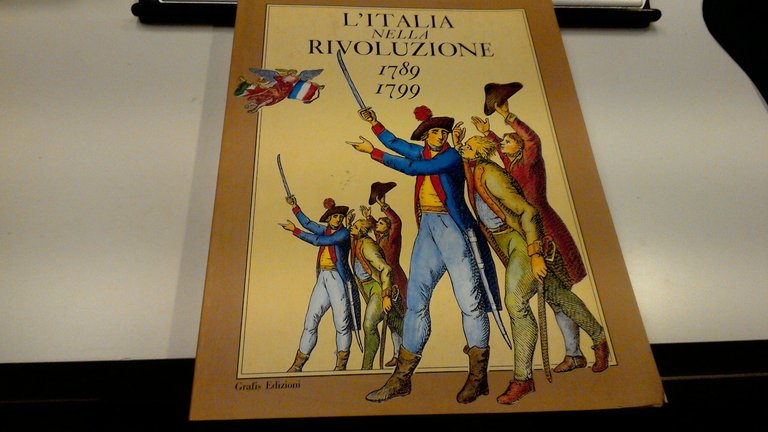 L'ITALIA
NELLA
RIVOLUZIONE
1789
1799
Grafis Edizioni